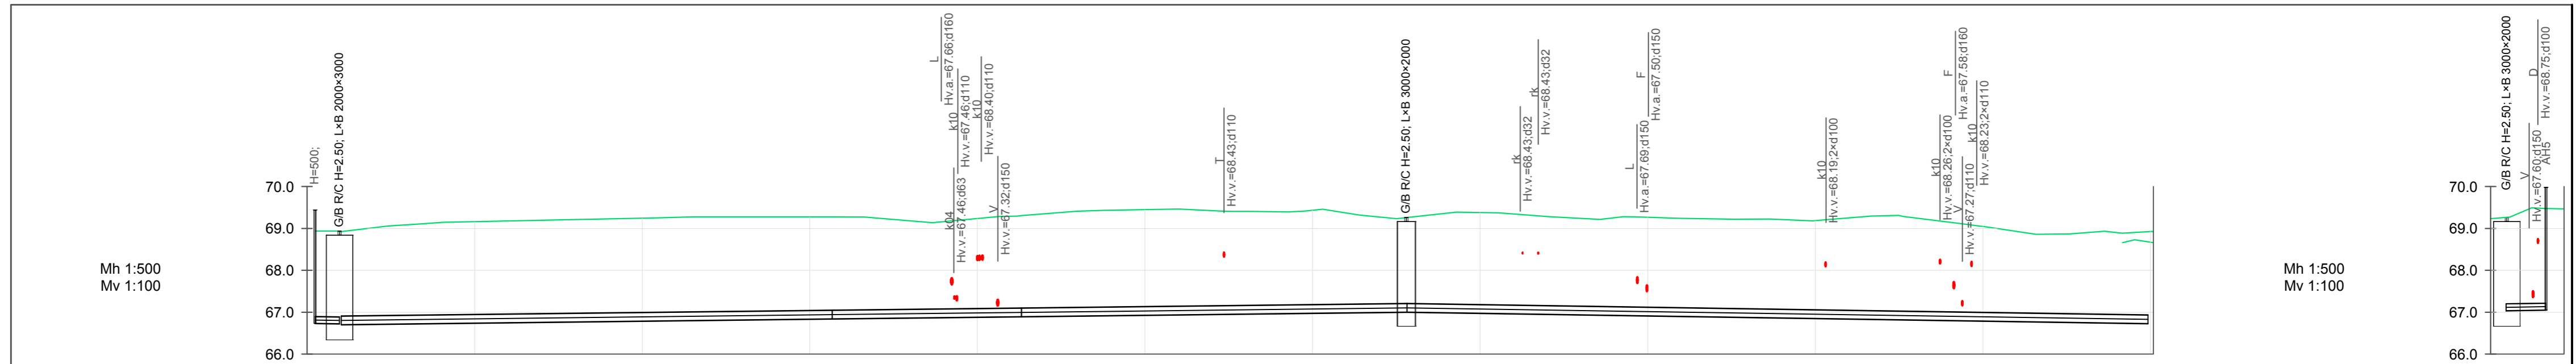 Mh 1:500
Mv 1:100
70.0
69.0
68.0
67.0
66.0
H=500;
G/B R/C H=2.50; L×B 2000×3000
L
Hv.a.=67.66;d160
k10
Hv.v.=67.46;d110
k10
Hv.v.=68.40;d110
k04
Hv.v.=67.46;d63
V
Hv.v.=67.32;d150
T
Hv.v.=68.43;d110
G/B R/C H=2.50; L×B 3000×2000
rk
Hv.v.=68.43;d32
rk
Hv.v.=68.43;d32
L
Hv.a.=67.69;d150
F
Hv.a.=67.50;d150
k10
Hv.v.=68.19;2×d100
k10
Hv.v.=68.26;2×d100
F
Hv.a.=67.58;d160
V
Hv.v.=67.27;d110
k10
Hv.v.=68.23;2×d110
Mh 1:500
Mv 1:100
70.0
69.0
68.0
67.0
66.0
G/B R/C H=2.50; L×B 3000×2000
V
Hv.v.=67.60;d150
D
Hv.v.=68.75;d100
AH5